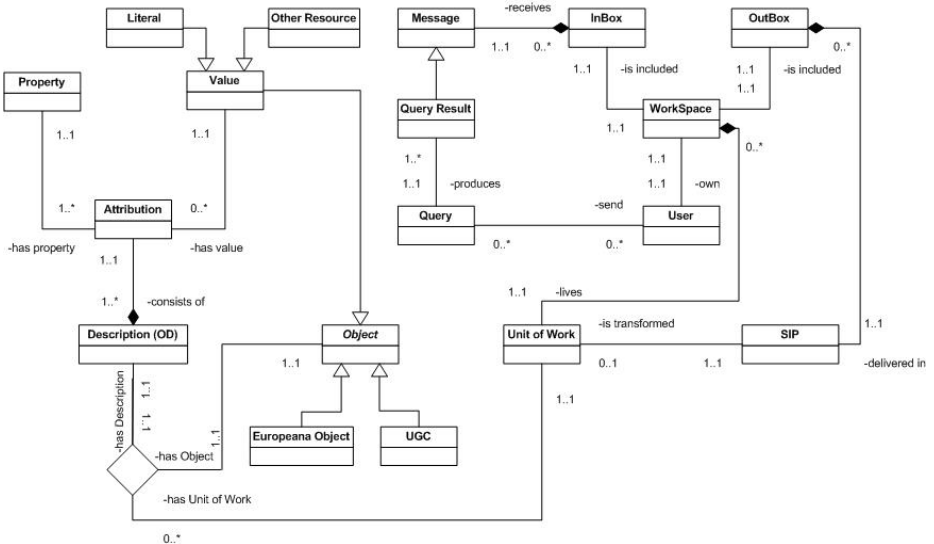 Literal
Other Resource
Message
-receives
InBox
OutBox
1..1
0..*
0..*
Property
Value
1..1
-is included
1..1
-is included
1..1
Query Result
WorkSpace
1..1
1..1
1..1
0..*
1..*
1..1
1..1
-produces
1..1
-own
1..*
Attribution
0..*
Query
-send
User
-has property
-has value
0..*
0..*
1..1
1..*
-consists of
1..1
-lives
Description (OD)
Object
Unit of Work
-is transformed
SIP
1..1
1..1
0..1
1..1
-delivered in
-has Description
1..1
1..1
1..1
Europeana Object
UGC
1..1
-has Object
-has Unit of Work
0..*